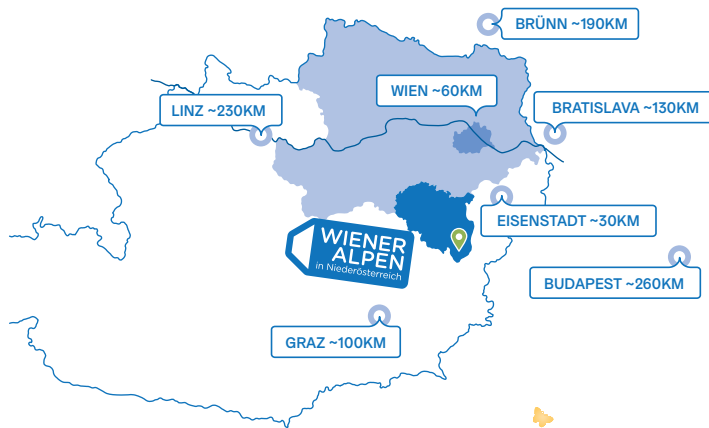 BRÜNN ~190KM
WIEN ~60KM
LINZ ~230KM
BRATISLAVA ~130KM
EISENSTADT ~30KM
WIENER
ALPEN
in Niederösterreich
BUDAPEST ~260KM
GRAZ ~100KM